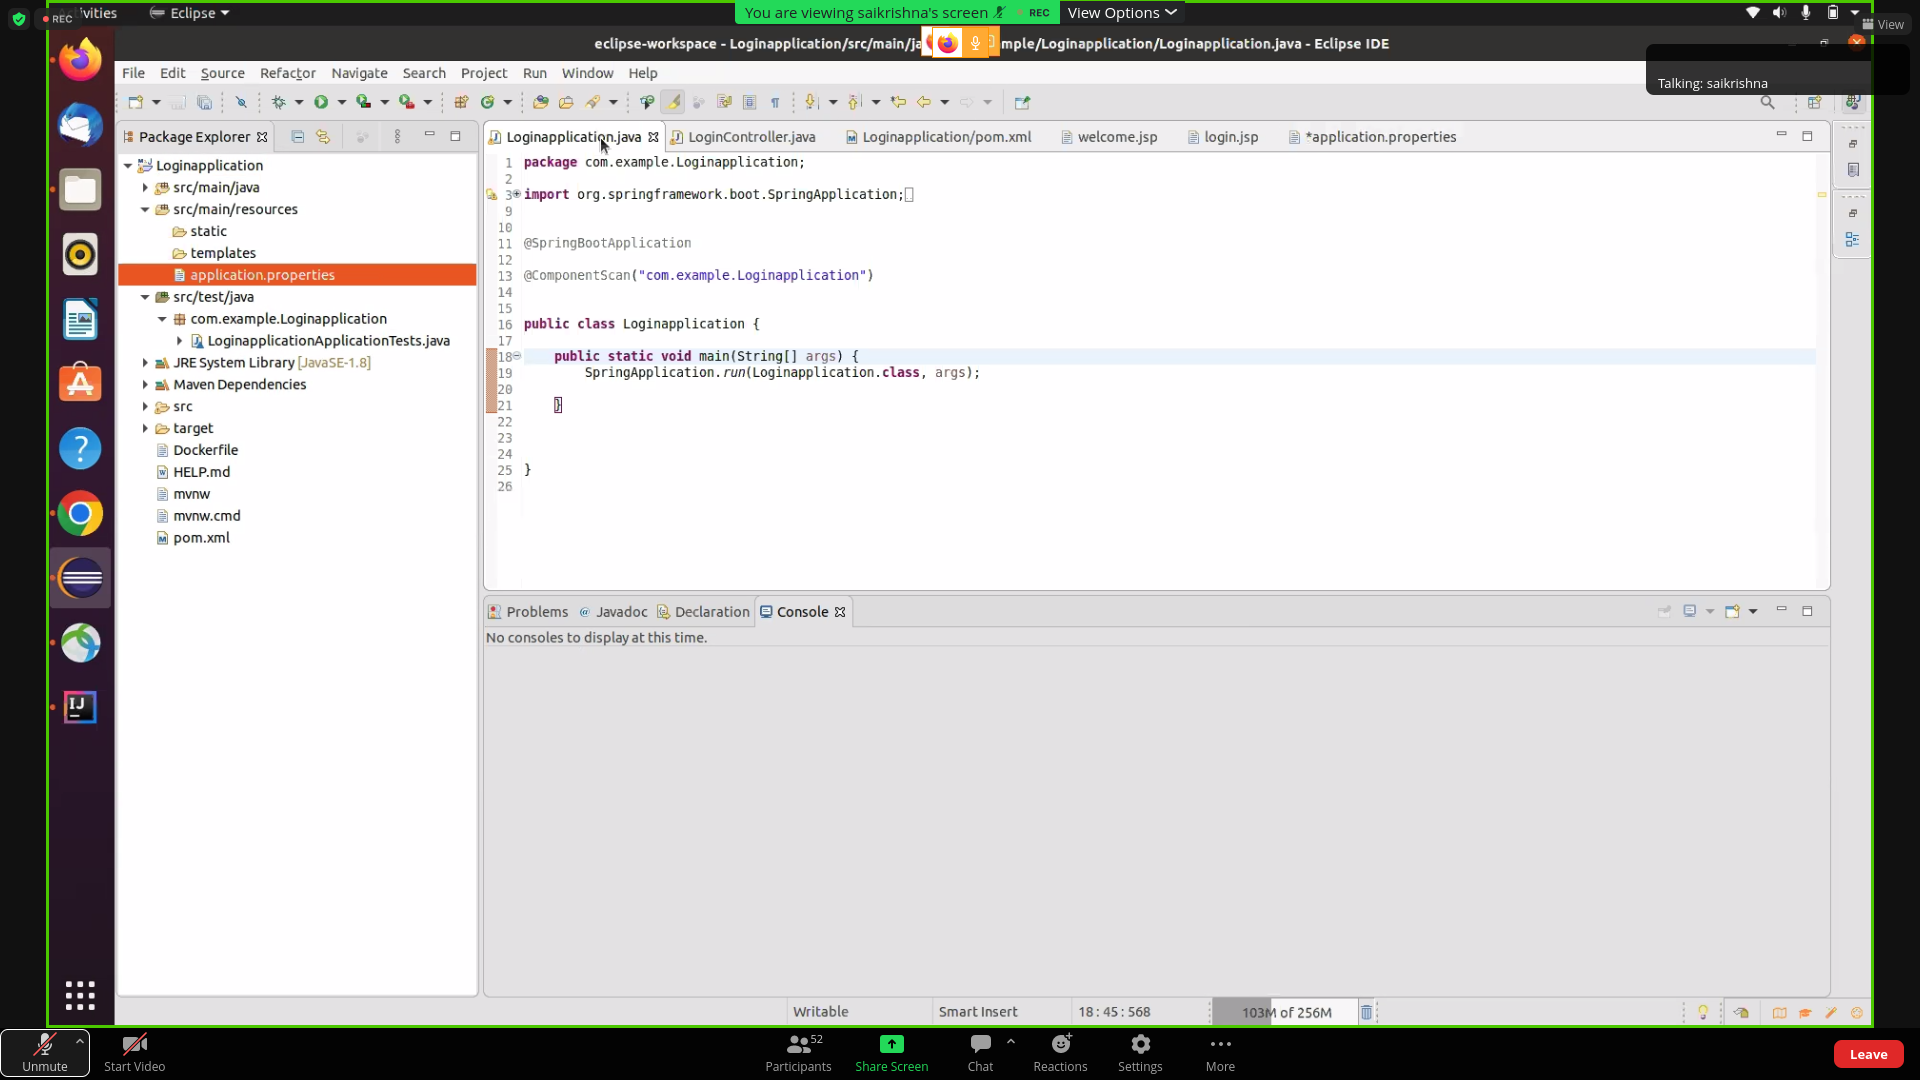 REC
Activities
Eclipse
You are viewing saikrishna's screen
REC
View Options
View
eclipse-workspace - Loginapplication/src/main/ja
mple/Loginapplication/Loginapplication.java - Eclipse IDE
Talking: saikrishna
File Edit Source Refactor Navigate Search Project Run Window Help
Package Explorer
Loginapplication.java
LoginController.java
Loginapplication/pom.xml
welcome.jsp
login.jsp
*application.properties
Loginapplication
src/main/java
src/main/resources
static
templates
application.properties
src/test/java
com.example.Loginapplication
LoginapplicationApplicationTests.java
JRE System Library [JavaSE-1.8]
Maven Dependencies
src
target
Dockerfile
HELP.md
mvnw
mvnw.cmd
pom.xml
1 package com.example.Loginapplication;
2
3 import org.springframework.boot.SpringApplication;
9
10
11 @SpringBootApplication
12
13 @ComponentScan("com.example.Loginapplication")
14
15
16 public class Loginapplication {
17
18 public static void main(String[] args) {
19 SpringApplication.run(Loginapplication.class, args);
20
21 }
22
23
24
25 }
26
Problems
Javadoc
Declaration
Console
No consoles to display at this time.
Writable
Smart Insert
18 : 45 : 568
103M of 256M
Unmute
Start Video
Participants
52
Share Screen
Chat
Reactions
Settings
More
Leave